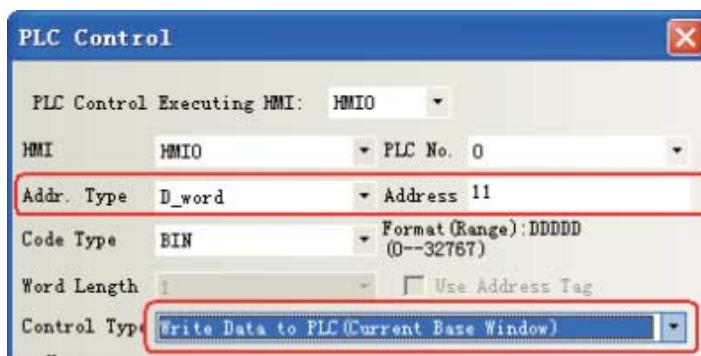 PLC Control
PLC Control Executing HMI: HMI0
HMI HMI0 PLC No. 0
Addr. Type D_word Address 11
Code Type BIN Format(Range):DDDDD
(0--32767)
Word Length 1 Use Address Tag
Control Type Write Data to PLC(Current Base Window)